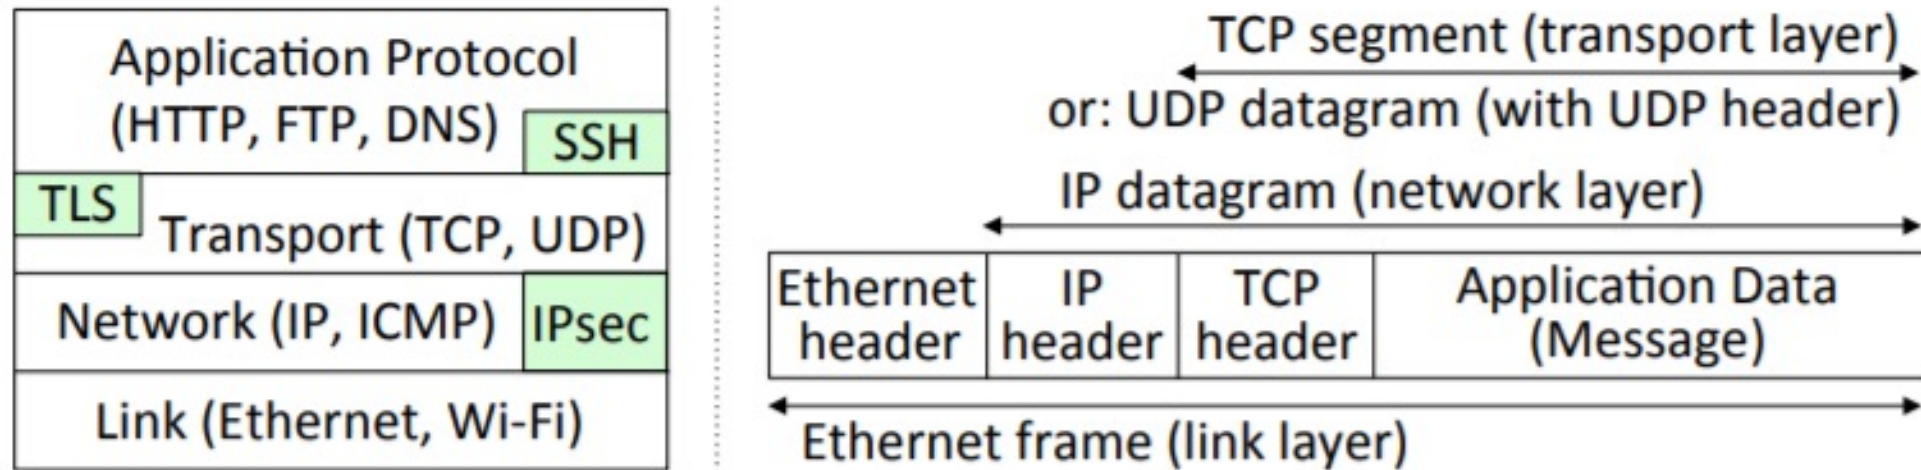 Application Protocol
(HTTP, FTP, DNS)
SSH
TLS
Transport (TCP, UDP)
Network (IP, ICMP)
IPsec
Link (Ethernet, Wi-Fi)
TCP segment (transport layer)
or: UDP datagram (with UDP header)
IP datagram (network layer)
Ethernet
header
IP
header
TCP
header
Application Data
(Message)
Ethernet frame (link layer)